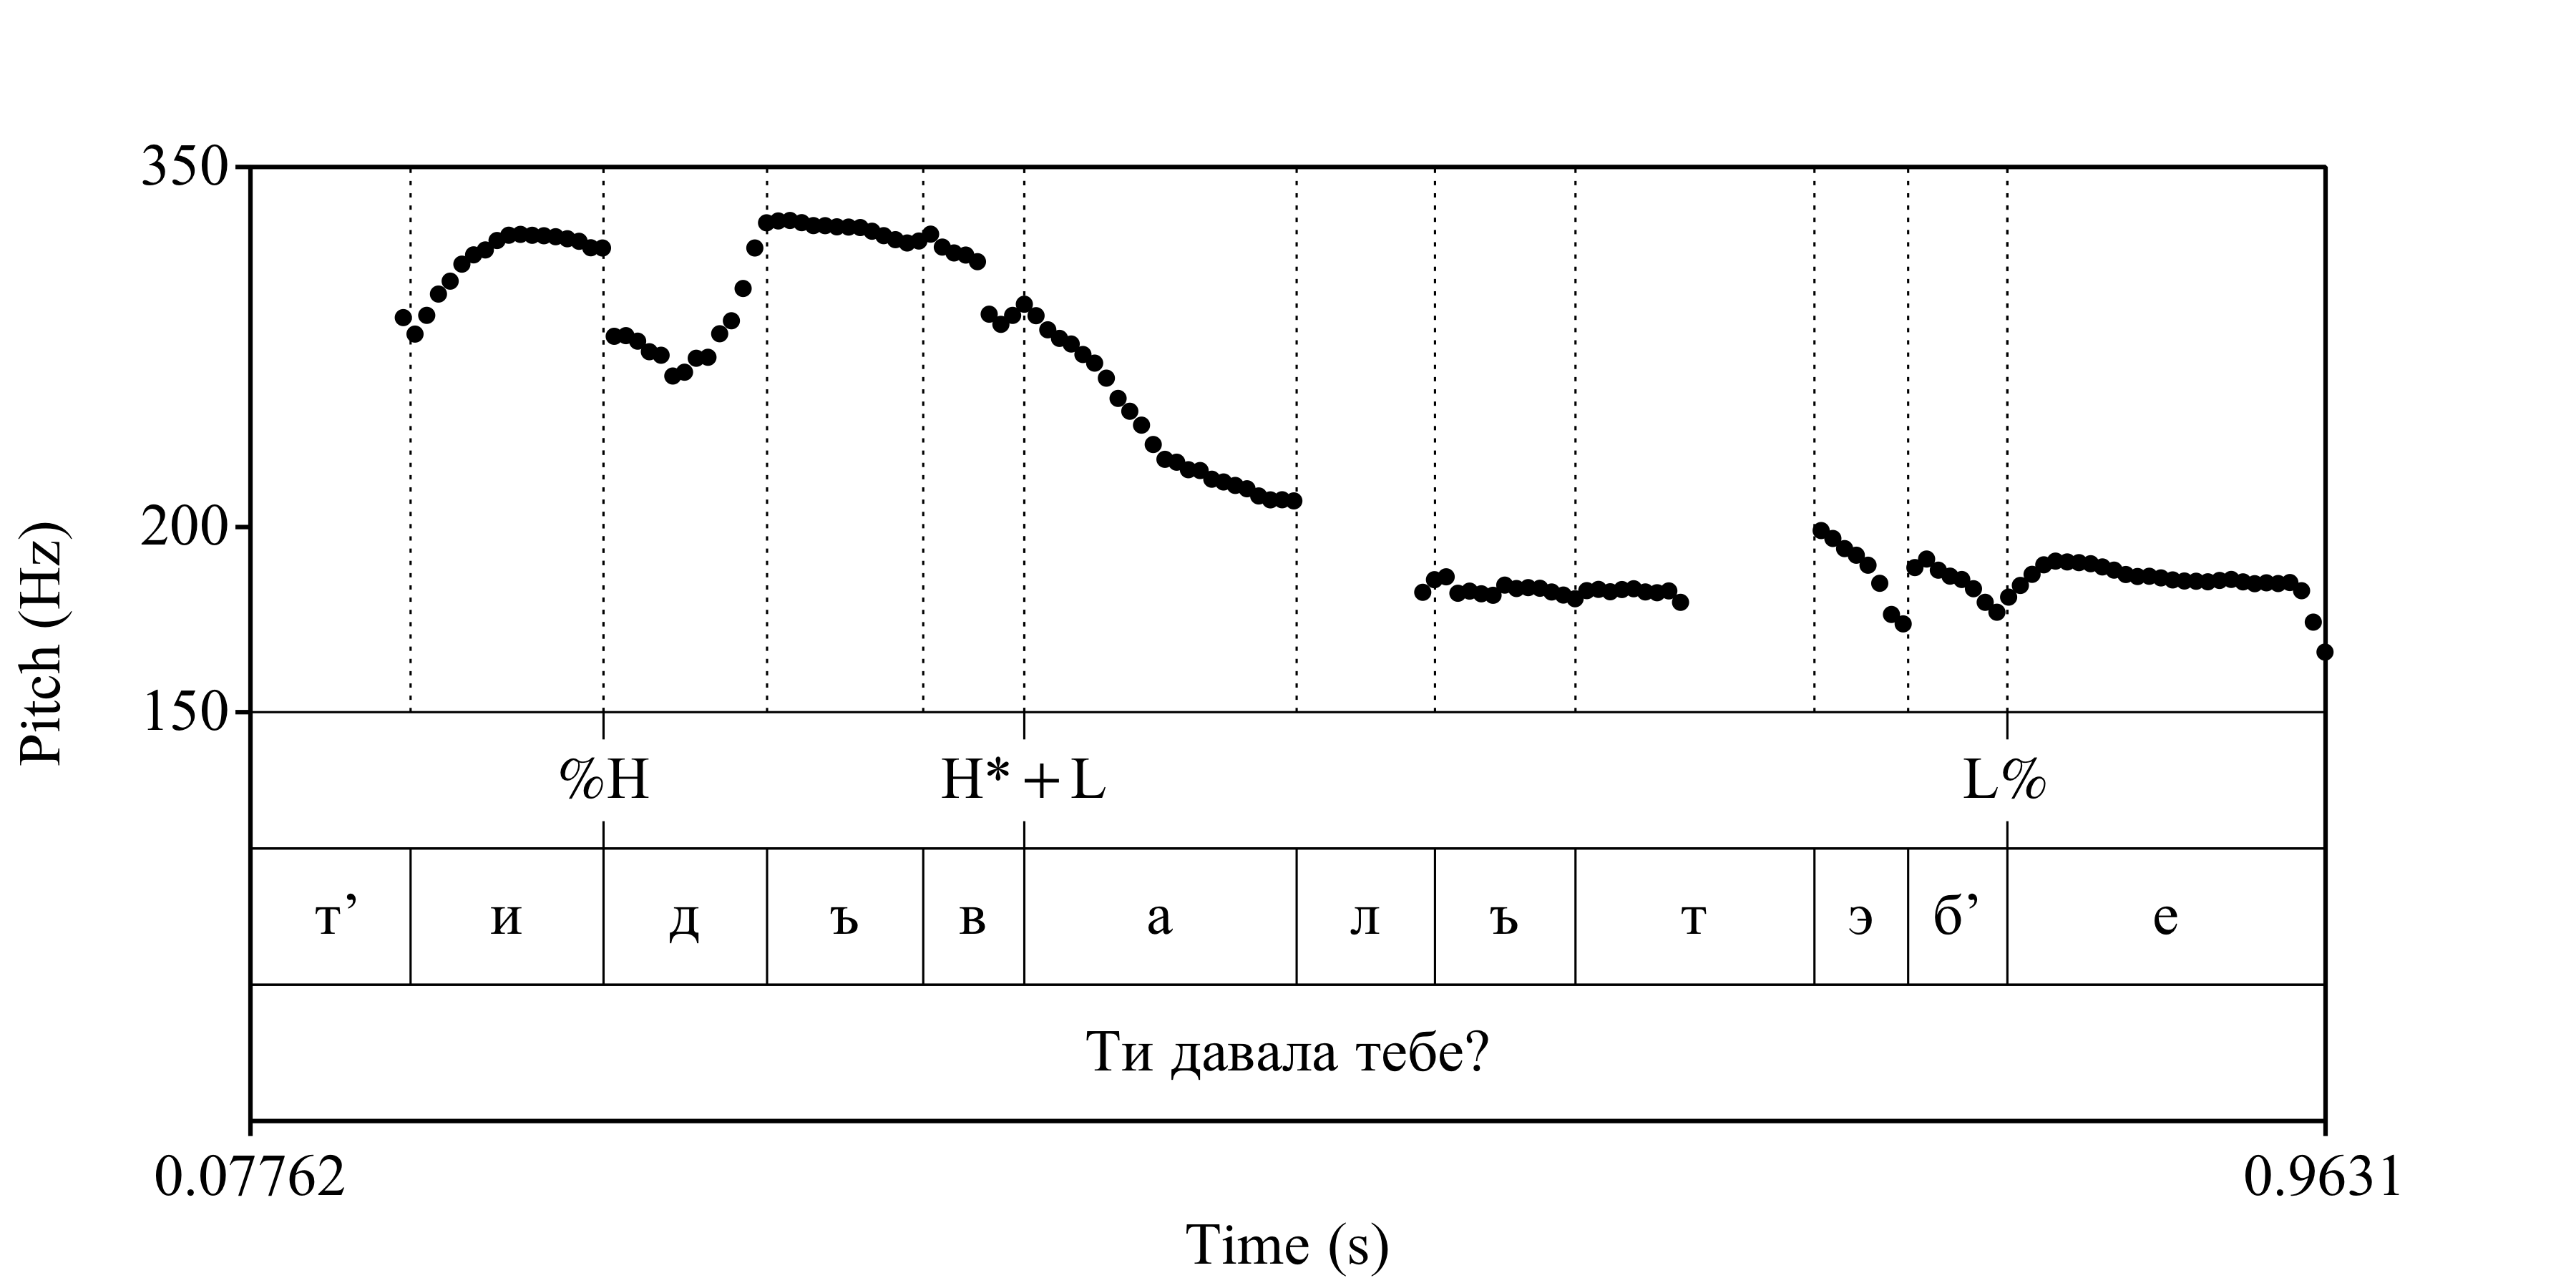 350
200
150
Pitch (Hz)
%H H* + L L%
т’ и д ъ в а л ъ т э б’ е
Ти давала тебе?
0.07762 0.9631
Time (s)